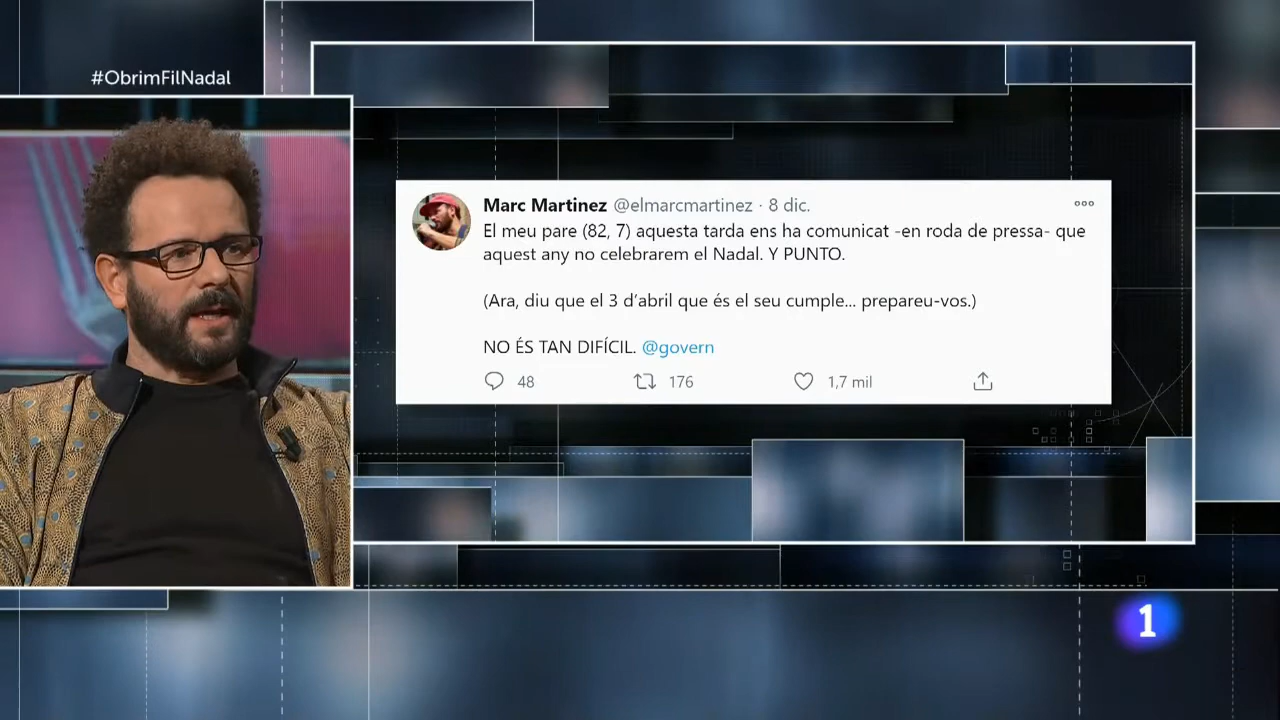 #ObrimFilNadal
Marc Martinez @elmarcmartinez · 8 dic.
El meu pare (82, 7) aquesta tarda ens ha comunicat -en roda de pressa- que
aquest any no celebrarem el Nadal. Y PUNTO.
(Ara, diu que el 3 d'abril que és el seu cumple... prepareu-vos.)
NO ÉS TAN DIFÍCIL. @govern
48 176 1,7 mil
1